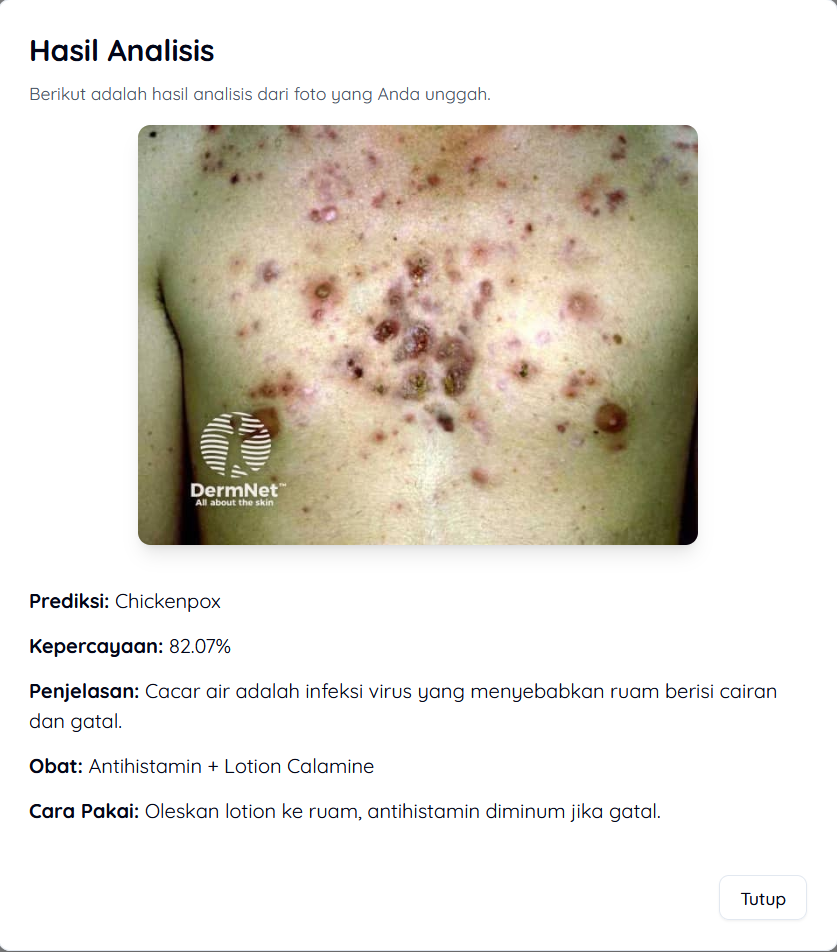 Hasil Analisis
Berikut adalah hasil analisis dari foto yang Anda unggah.
DermNet™
All about the skin
Prediksi: Chickenpox
Kepercayaan: 82.07%
Penjelasan: Cacar air adalah infeksi virus yang menyebabkan ruam berisi cairan
dan gatal.
Obat: Antihistamin + Lotion Calamine
Cara Pakai: Oleskan lotion ke ruam, antihistamin diminum jika gatal.
Tutup